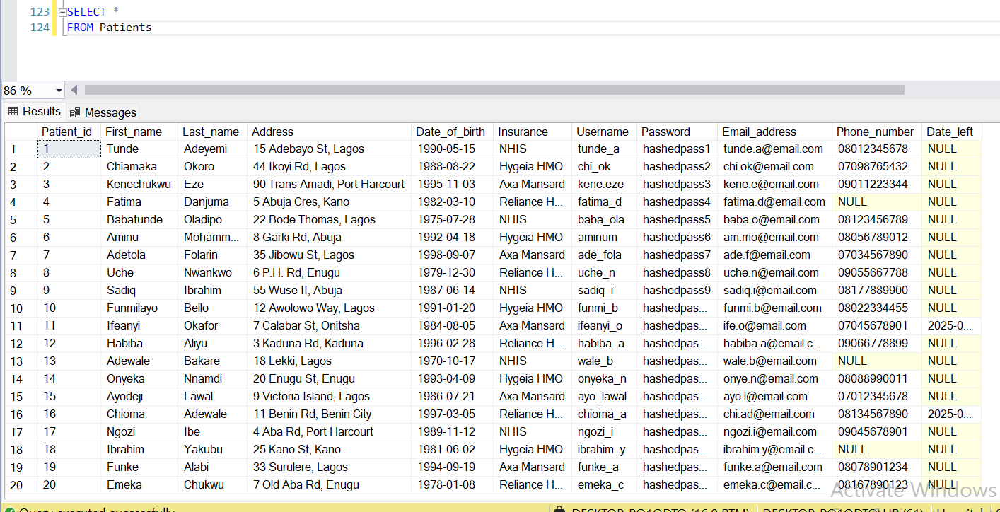 123 SELECT *
124 FROM Patients
86 %
Results Messages
Patient_id First_name Last_name Address Date_of_birth Insurance Username Password Email_address Phone_number Date_left
1 1 Tunde Adeyemi 15 Adebayo St, Lagos 1990-05-15 NHIS tunde_a hashedpass1 tunde.a@email.com 08012345678 NULL
2 2 Chiamaka Okoro 44 Ikoyi Rd, Lagos 1988-08-22 Hygeia HMO chi_ok hashedpass2 chi.ok@email.com 07098765432 NULL
3 3 Kenechukwu Eze 90 Trans Amadi, Port Harcourt 1995-11-03 Axa Mansard kene.eze hashedpass3 kene.e@email.com 09011223344 NULL
4 4 Fatima Danjuma 5 Abuja Cres, Kano 1982-03-10 Reliance H... fatima_d hashedpass4 fatima.d@email.com NULL NULL
5 5 Babatunde Oladipo 22 Bode Thomas, Lagos 1975-07-28 NHIS baba_ola hashedpass5 baba.o@email.com 08123456789 NULL
6 6 Aminu Mohamm... 8 Garki Rd, Abuja 1992-04-18 Hygeia HMO aminum hashedpass6 am.mo@email.com 08056789012 NULL
7 7 Adetola Folarin 35 Jibowu St, Lagos 1998-09-07 Axa Mansard ade_fola hashedpass7 ade.f@email.com 07034567890 NULL
8 8 Uche Nwankwo 6 P.H. Rd, Enugu 1979-12-30 Reliance H... uche_n hashedpass8 uche.n@email.com 09055667788 NULL
9 9 Sadiq Ibrahim 55 Wuse II, Abuja 1987-06-14 NHIS sadiq_i hashedpass9 sadiq.i@email.com 08177889900 NULL
10 10 Funmilayo Bello 12 Awolowo Way, Lagos 1991-01-20 Hygeia HMO funmi_b hashedpas... funmi.b@email.com 08022334455 NULL
11 11 Ifeanyi Okafor 7 Calabar St, Onitsha 1984-08-05 Axa Mansard ifeanyi_o hashedpas... ife.o@email.com 07045678901 2025-0...
12 12 Habiba Aliyu 3 Kaduna Rd, Kaduna 1996-02-28 Reliance H... habiba_a hashedpas... habiba.a@email.c... 09066778899 NULL
13 13 Adewale Bakare 18 Lekki, Lagos 1970-10-17 NHIS wale_b hashedpas... wale.b@email.com NULL NULL
14 14 Onyeka Nnamdi 20 Enugu St, Enugu 1993-04-09 Hygeia HMO onyeka_n hashedpas... onye.n@email.com 08088990011 NULL
15 15 Ayodeji Lawal 9 Victoria Island, Lagos 1986-07-21 Axa Mansard ayo_lawal hashedpas... ayo.l@email.com 07012345678 NULL
16 16 Chioma Adewale 11 Benin Rd, Benin City 1997-03-05 Reliance H... chioma_a hashedpas... chi.ad@email.com 08134567890 2025-0...
17 17 Ngozi Ibe 4 Aba Rd, Port Harcourt 1989-11-12 NHIS ngozi_i hashedpas... ngozi.i@email.com 09045678901 NULL
18 18 Ibrahim Yakubu 25 Kano St, Kano 1981-06-02 Hygeia HMO ibrahim_y hashedpas... ibrahim.y@email.c... NULL NULL
19 19 Funke Alabi 33 Surulere, Lagos 1994-09-19 Axa Mansard funke_a hashedpas... funke.a@email.com 08078901234 NULL
20 20 Emeka Chukwu 7 Old Aba Rd, Enugu 1978-01-08 Reliance H... emeka_c hashedpas... emeka.c@email.com 08167890123 NULL
Activate Windows
Query executed successfully